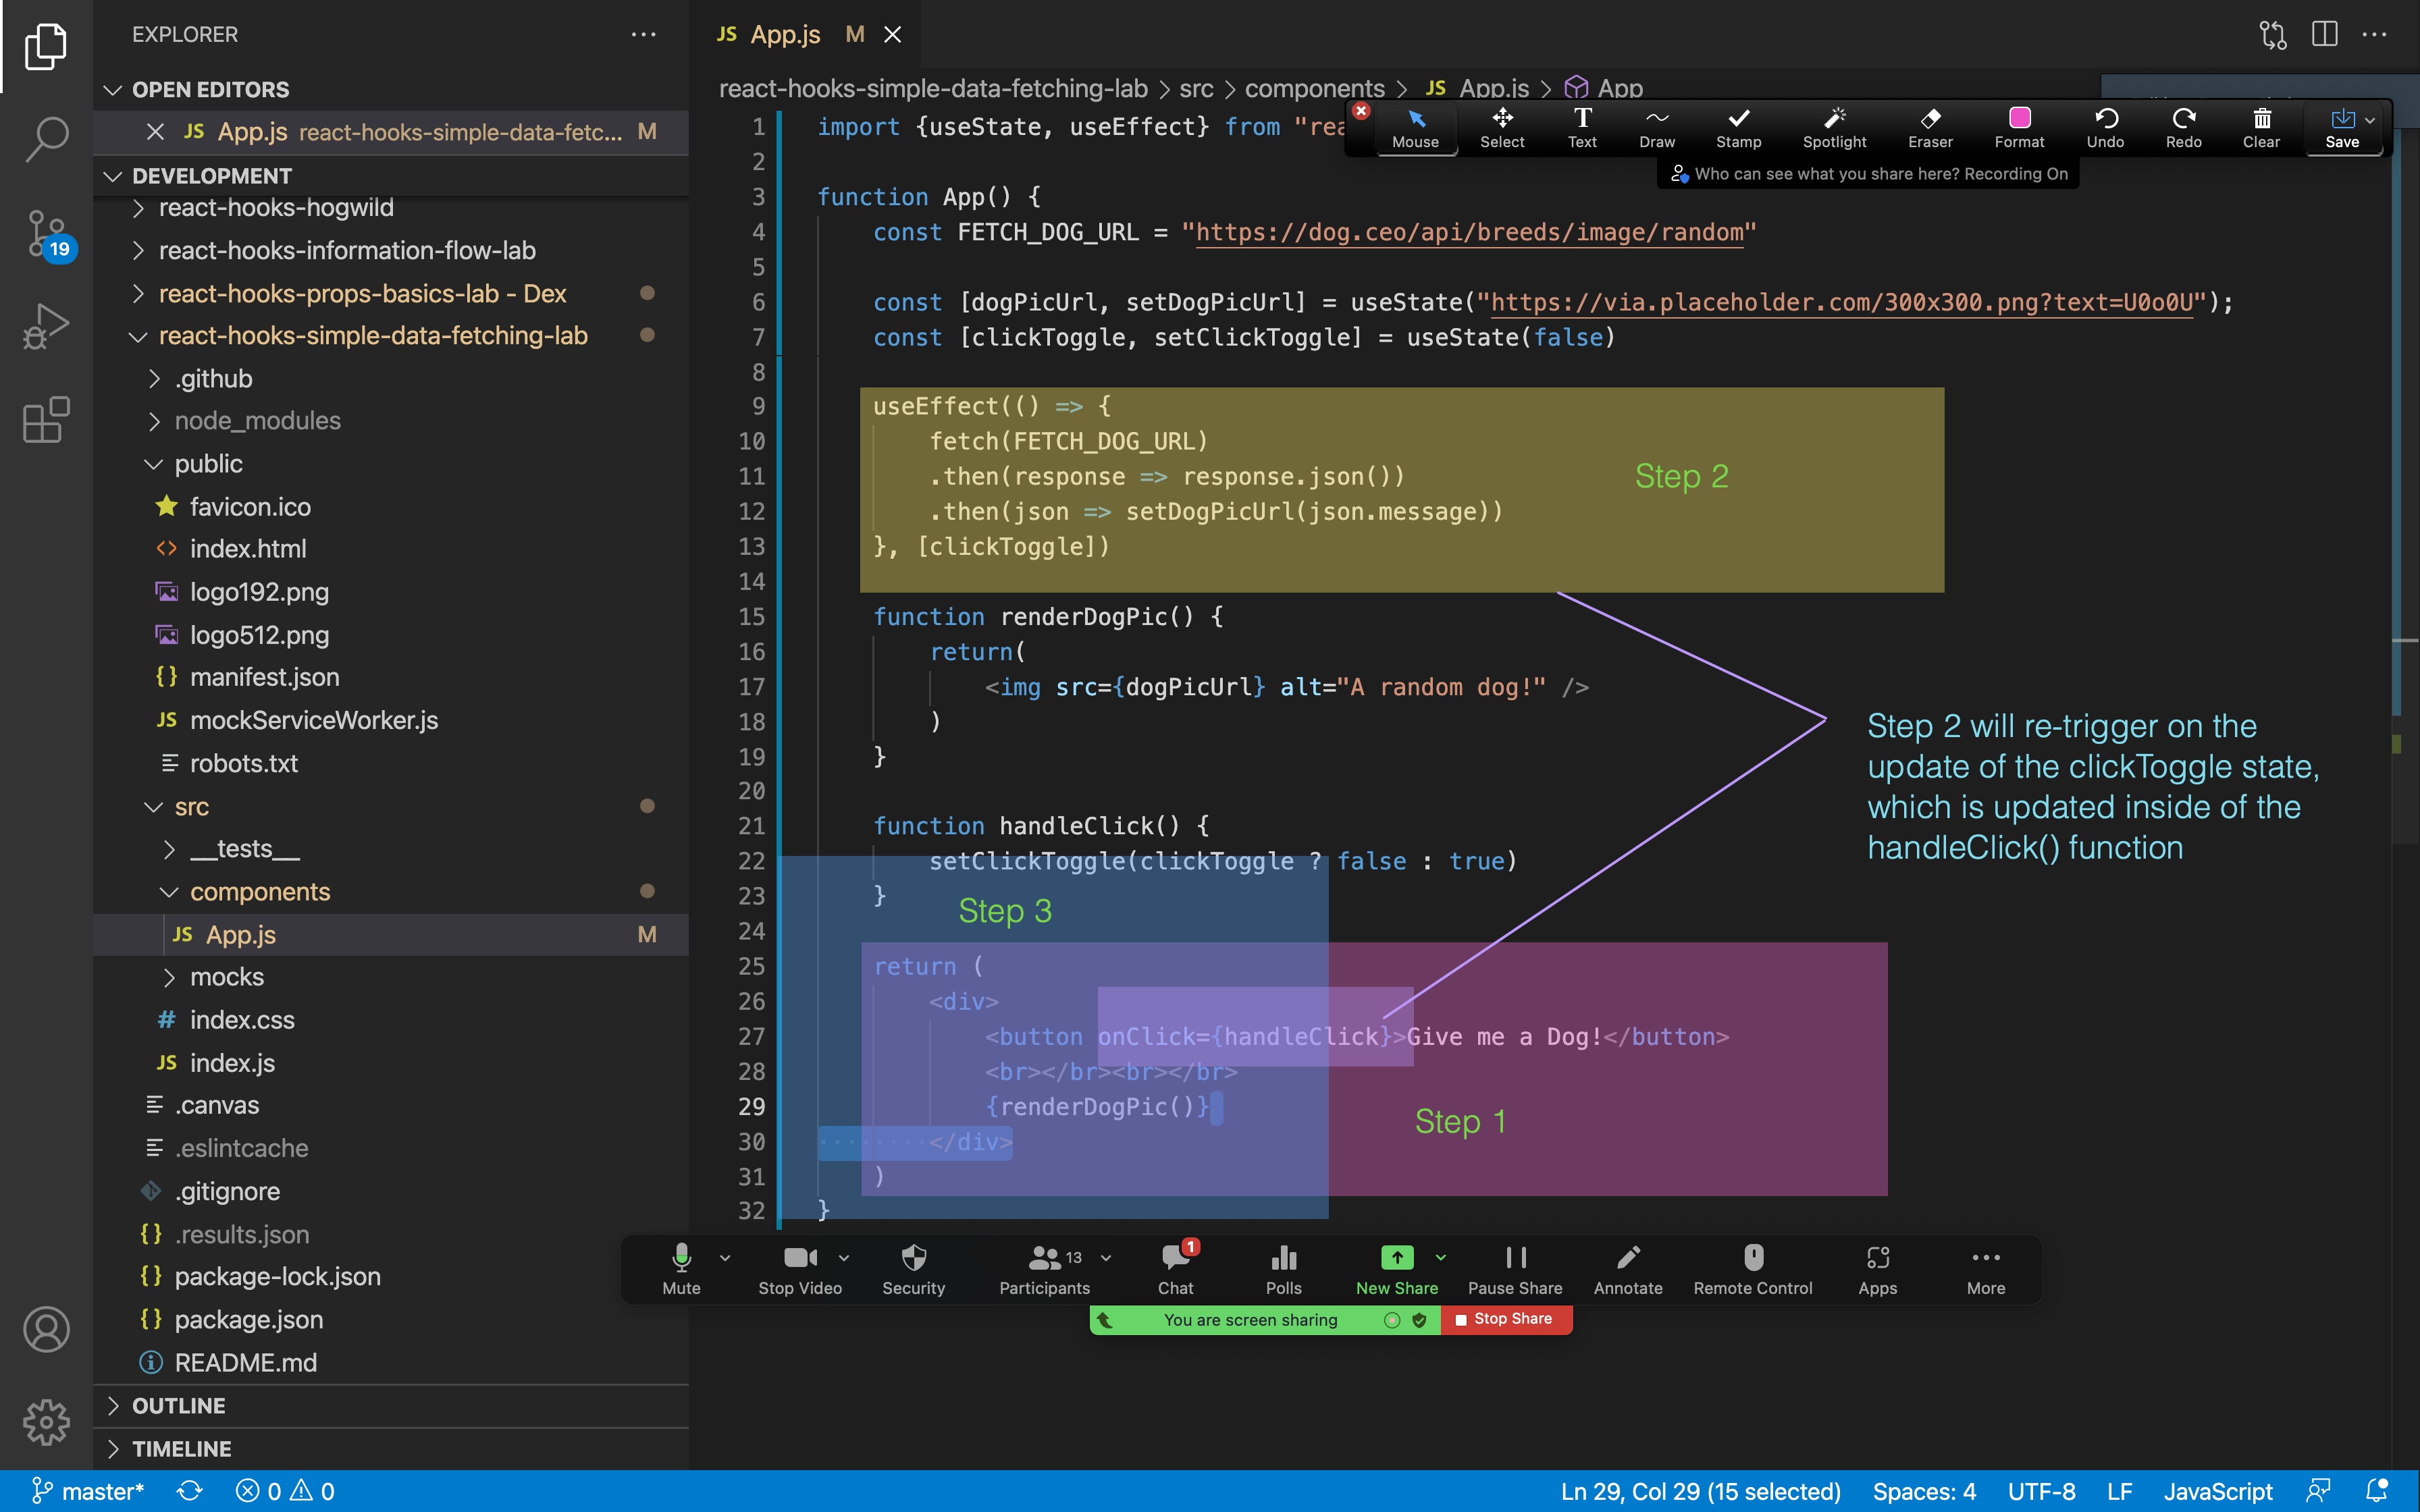 EXPLORER
OPEN EDITORS
JS App.js react-hooks-simple-data-fetc... M
DEVELOPMENT
react-hooks-hogwild
react-hooks-information-flow-lab
react-hooks-props-basics-lab - Dex
react-hooks-simple-data-fetching-lab
.github
node_modules
public
favicon.ico
index.html
logo192.png
logo512.png
manifest.json
JS mockServiceWorker.js
robots.txt
src
__tests__
components
JS App.js M
mocks
# index.css
JS index.js
.canvas
.eslintcache
.gitignore
{} .results.json
{} package-lock.json
{} package.json
README.md
OUTLINE
TIMELINE
19
JS App.js M
react-hooks-simple-data-fetching-lab > src > components > JS App.js > App
Mouse Select Text Draw Stamp Spotlight Eraser Format Undo Redo Clear Save
Who can see what you share here? Recording On
1 import {useState, useEffect} from "rea
2
3 function App() {
4 const FETCH_DOG_URL = "https://dog.ceo/api/breeds/image/random"
5
6 const [dogPicUrl, setDogPicUrl] = useState("https://via.placeholder.com/300x300.png?text=U0o0U");
7 const [clickToggle, setClickToggle] = useState(false)
8
9 useEffect(() => {
10 fetch(FETCH_DOG_URL)
11 .then(response => response.json())
12 .then(json => setDogPicUrl(json.message))
13 }, [clickToggle])
14
15 function renderDogPic() {
16 return(
17 <img src={dogPicUrl} alt="A random dog!" />
18 )
19 }
20
21 function handleClick() {
22 setClickToggle(clickToggle ? false : true)
23 }
24
25 return (
26 <div>
27 <button onClick={handleClick}>Give me a Dog!</button>
28 <br></br><br></br>
29 {renderDogPic()}
30 </div>
31 )
32 }
Step 2
Step 2 will re-trigger on the
update of the clickToggle state,
which is updated inside of the
handleClick() function
Step 3
Step 1
Mute Stop Video Security Participants 13 Chat 1 Polls New Share Pause Share Annotate Remote Control Apps More
You are screen sharing Stop Share
master* 0 0 Ln 29, Col 29 (15 selected) Spaces: 4 UTF-8 LF JavaScript